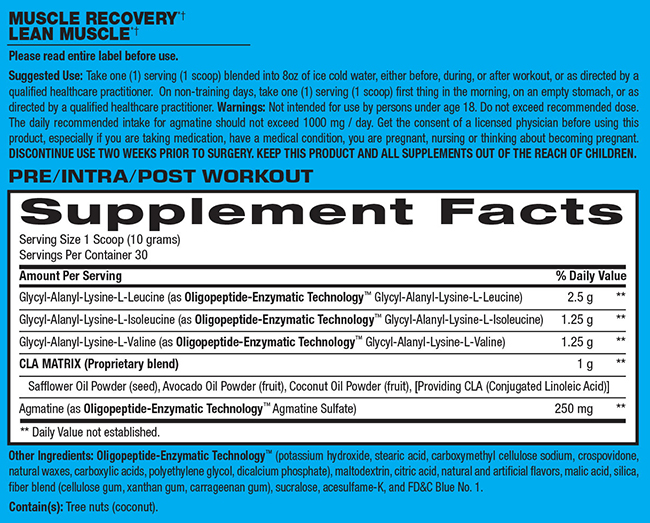 MUSCLE RECOVERY*†
LEAN MUSCLE*†
Please read entire label before use.
Suggested Use: Take one (1) serving (1 scoop) blended into 8oz of ice cold water, either before, during, or after workout, or as directed by a
qualified healthcare practitioner. On non-training days, take one (1) serving (1 scoop) first thing in the morning, on an empty stomach, or as
directed by a qualified healthcare practitioner. Warnings: Not intended for use by persons under age 18. Do not exceed recommended dose.
The daily recommended intake for agmatine should not exceed 1000 mg / day. Get the consent of a licensed physician before using this
product, especially if you are taking medication, have a medical condition, you are pregnant, nursing or thinking about becoming pregnant.
DISCONTINUE USE TWO WEEKS PRIOR TO SURGERY. KEEP THIS PRODUCT AND ALL SUPPLEMENTS OUT OF THE REACH OF CHILDREN.
PRE/INTRA/POST WORKOUT
Supplement Facts
Serving Size 1 Scoop (10 grams)
Servings Per Container 30
Amount Per Serving % Daily Value
Glycyl-Alanyl-Lysine-L-Leucine (as Oligopeptide-Enzymatic Technology™ Glycyl-Alanyl-Lysine-L-Leucine) 2.5 g **
Glycyl-Alanyl-Lysine-L-Isoleucine (as Oligopeptide-Enzymatic Technology™ Glycyl-Alanyl-Lysine-L-Isoleucine) 1.25 g **
Glycyl-Alanyl-Lysine-L-Valine (as Oligopeptide-Enzymatic Technology™ Glycyl-Alanyl-Lysine-L-Valine) 1.25 g **
CLA MATRIX (Proprietary blend) 1 g **
Safflower Oil Powder (seed), Avocado Oil Powder (fruit), Coconut Oil Powder (fruit), [Providing CLA (Conjugated Linoleic Acid)]
Agmatine (as Oligopeptide-Enzymatic Technology™ Agmatine Sulfate) 250 mg **
** Daily Value not established.
Other Ingredients: Oligopeptide-Enzymatic Technology™ (potassium hydroxide, stearic acid, carboxymethyl cellulose sodium, crospovidone,
natural waxes, carboxylic acids, polyethylene glycol, dicalcium phosphate), maltodextrin, citric acid, natural and artificial flavors, malic acid, silica,
fiber blend (cellulose gum, xanthan gum, carrageenan gum), sucralose, acesulfame-K, and FD&C Blue No. 1.
Contain(s): Tree nuts (coconut).